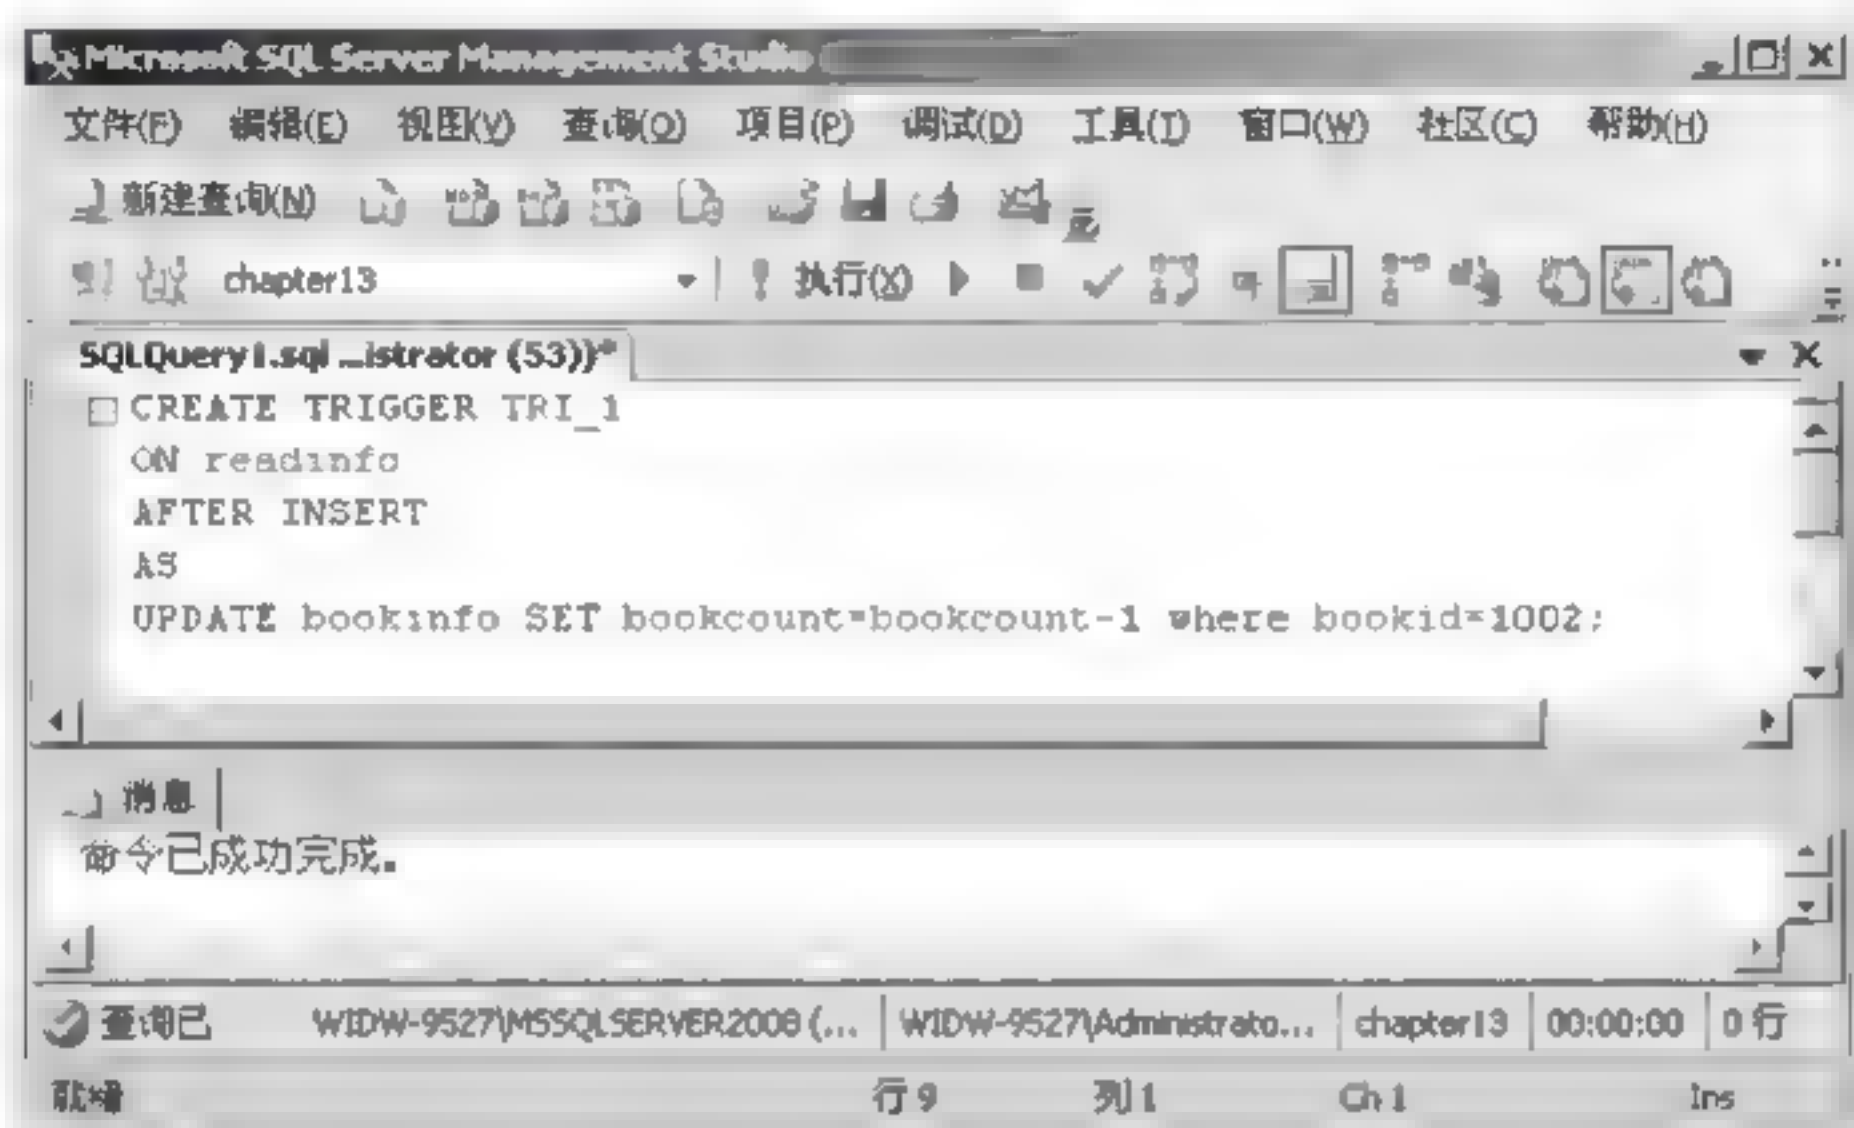 Microsoft SQL Server Management Studio
文件(F) 编辑(E) 视图(V) 查询(Q) 项目(P) 调试(D) 工具(T) 窗口(W) 社区(C) 帮助(H)
新建查询(N)
chapter13 执行(X)
SQLQuery1.sql ...istrator (53))*
CREATE TRIGGER TRI_1
ON readinfo
AFTER INSERT
AS
UPDATE bookinfo SET bookcount=bookcount-1 where bookid=1002;
消息
命令已成功完成。
查询已 WIDW-9527\MSSQLSERVER2008 (... WIDW-9527\Administrato... chapter13 00:00:00 0 行
就绪 行 9 列 1 Ch 1 Ins